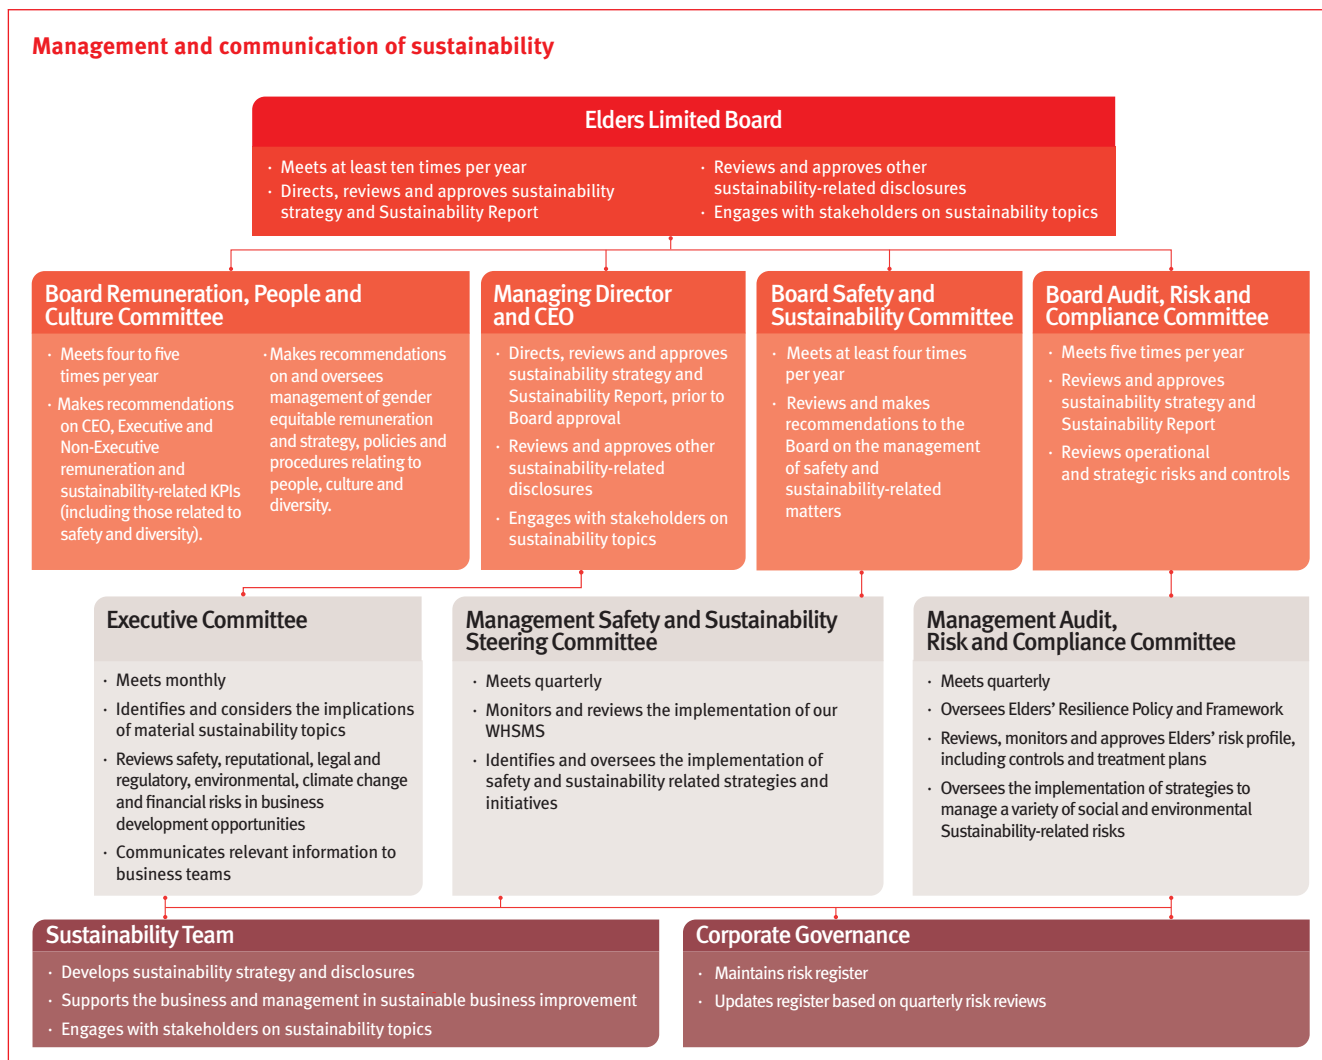 Management and communication of sustainability
Elders Limited Board
· Meets at least ten times per year
· Directs, reviews and approves sustainability
strategy and Sustainability Report
· Reviews and approves other
sustainability-related disclosures
· Engages with stakeholders on sustainability topics
Board Remuneration, People and
Culture Committee
· Meets four to five
times per year
· Makes recommendations
on CEO, Executive and
Non-Executive
remuneration and
sustainability-related KPIs
(including those related to
safety and diversity).
· Makes recommendations
on and oversees
management of gender
equitable remuneration
and strategy, policies and
procedures relating to
people, culture and
diversity.
Managing Director
and CEO
· Directs, reviews and approves
sustainability strategy and
Sustainability Report, prior to
Board approval
· Reviews and approves other
sustainability-related
disclosures
· Engages with stakeholders on
sustainability topics
Board Safety and
Sustainability Committee
· Meets at least four times
per year
· Reviews and makes
recommendations to the
Board on the management
of safety and
sustainability-related
matters
Board Audit, Risk and
Compliance Committee
· Meets five times per year
· Reviews and approves
sustainability strategy and
Sustainability Report
· Reviews operational
and strategic risks and controls
Executive Committee
· Meets monthly
· Identifies and considers the implications
of material sustainability topics
· Reviews safety, reputational, legal and
regulatory, environmental, climate change
and financial risks in business
development opportunities
· Communicates relevant information to
business teams
Management Safety and Sustainability
Steering Committee
· Meets quarterly
· Monitors and reviews the implementation of our
WHSMS
· Identifies and oversees the implementation of
safety and sustainability related strategies and
initiatives
Management Audit,
Risk and Compliance Committee
· Meets quarterly
· Oversees Elders’ Resilience Policy and Framework
· Reviews, monitors and approves Elders’ risk profile,
including controls and treatment plans
· Oversees the implementation of strategies to
manage a variety of social and environmental
Sustainability-related risks
Sustainability Team
· Develops sustainability strategy and disclosures
· Supports the business and management in sustainable business improvement
· Engages with stakeholders on sustainability topics
Corporate Governance
· Maintains risk register
· Updates register based on quarterly risk reviews